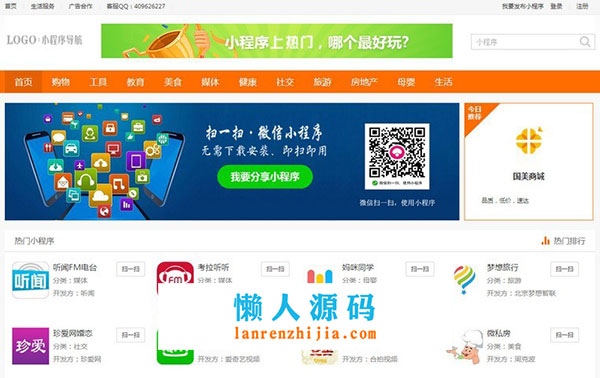 首页 生活服务 广告合作 客服QQ：409626227 我要发布小程序 登录 注册
LOGO·小程序导航
小程序上热门，哪个最好玩?
小程序
首页 购物 工具 教育 美食 媒体 健康 社交 旅游 房地产 母婴 生活
扫一扫·微信小程序
无需下载安装、即扫即用
我要分享小程序
微信扫一扫，使用小程序
今日
推荐
国美商城
品质，低价，速达
热门小程序 热门排行
听闻
听闻FM电台 扫一扫
分类：媒体
开发方：听闻
FM
考拉听听 扫一扫
分类：媒体
妈咪同学 扫一扫
分类：母婴
梦想旅行 扫一扫
分类：旅游
开发方：北京梦想智联
懒人源码
lanrenzhijia.com
珍爱
珍爱网婚恋 扫一扫
分类：社交
开发方：珍爱网
开发方：爱奇艺视频
开发方：合拍视频
微私房 扫一扫
分类：美食
开发方：周克皮